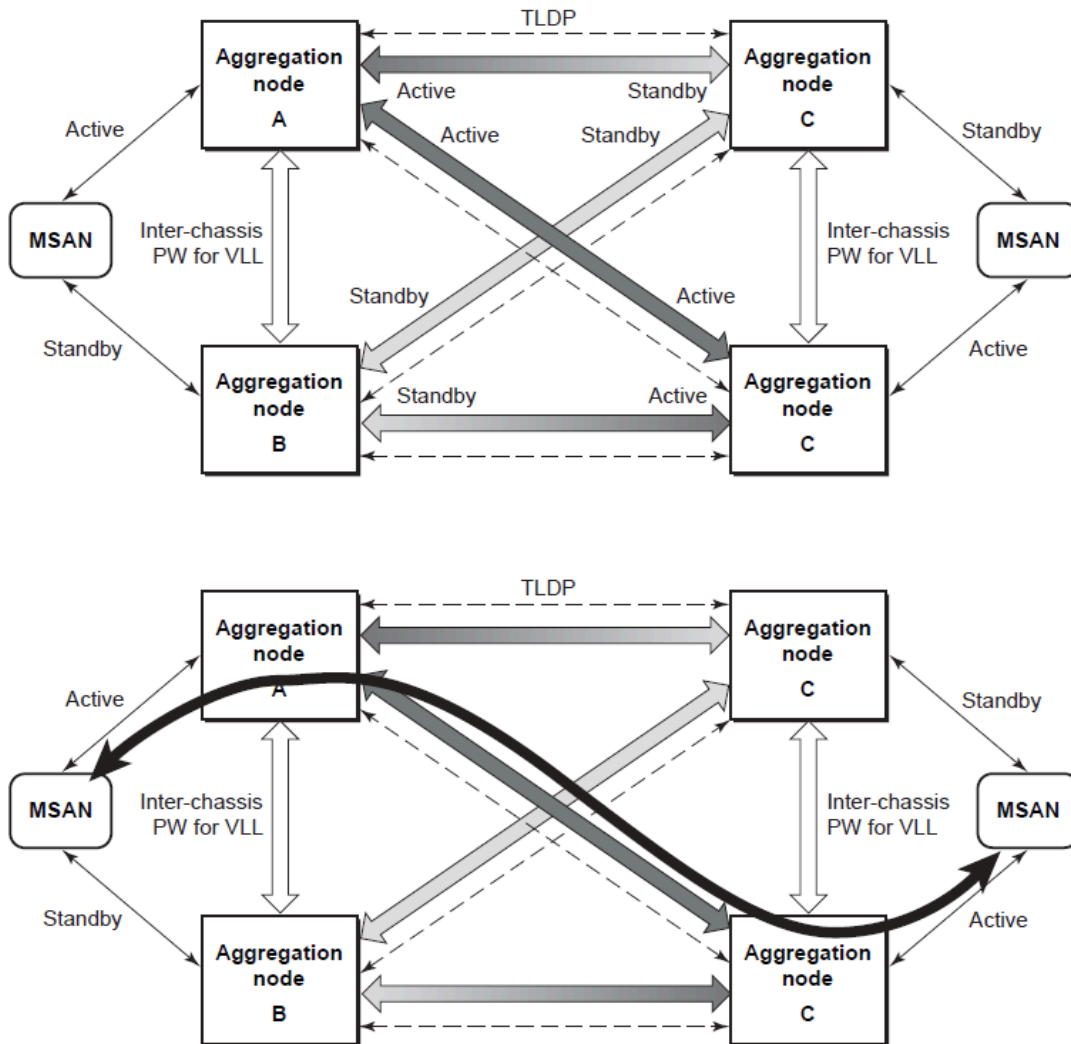 TLDP
Aggregation
node
A
Aggregation
node
C
Active
Standby
Active
Active
Standby
Standby
MSAN
Inter-chassis
PW for VLL
Inter-chassis
PW for VLL
MSAN
Standby
Active
Standby
Active
Aggregation
node
B
Standby
Active
Aggregation
node
C
TLDP
Aggregation
node
A
Aggregation
node
C
Active
Standby
MSAN
Inter-chassis
PW for VLL
Inter-chassis
PW for VLL
MSAN
Standby
Active
Aggregation
node
B
Aggregation
node
C